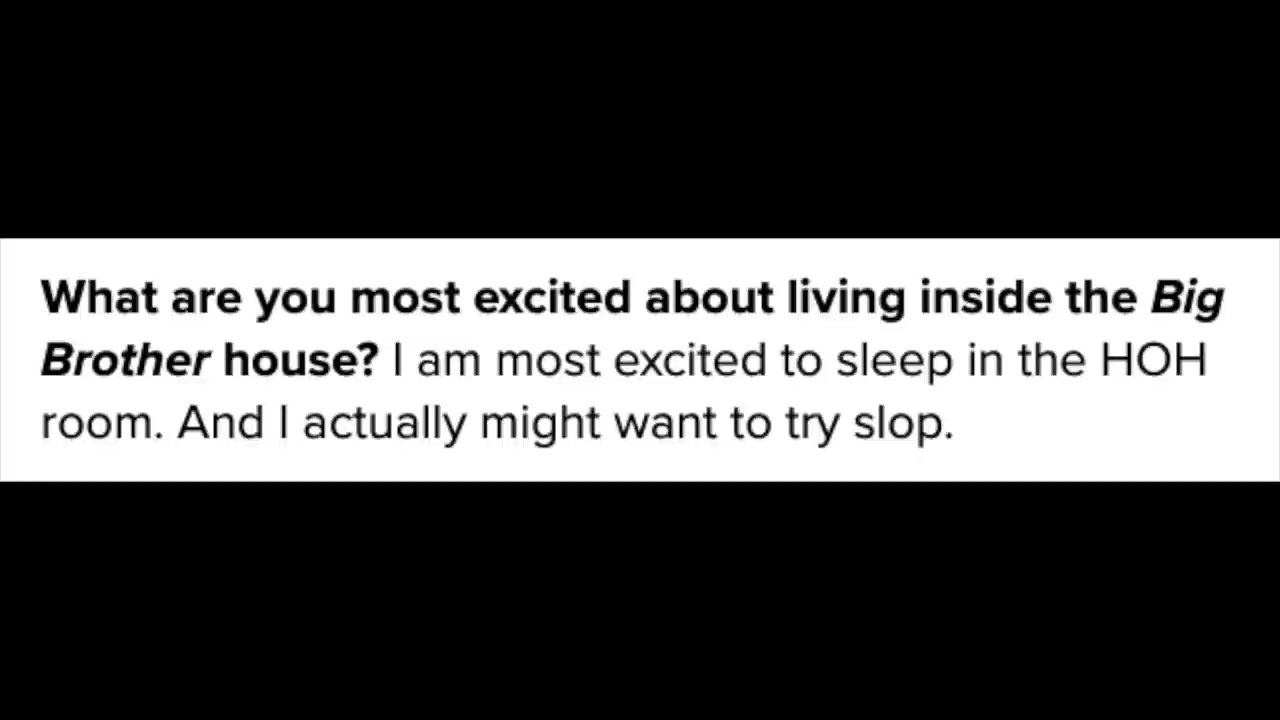 What are you most excited about living inside the Big
Brother house? I am most excited to sleep in the HOH
room. And I actually might want to try slop.